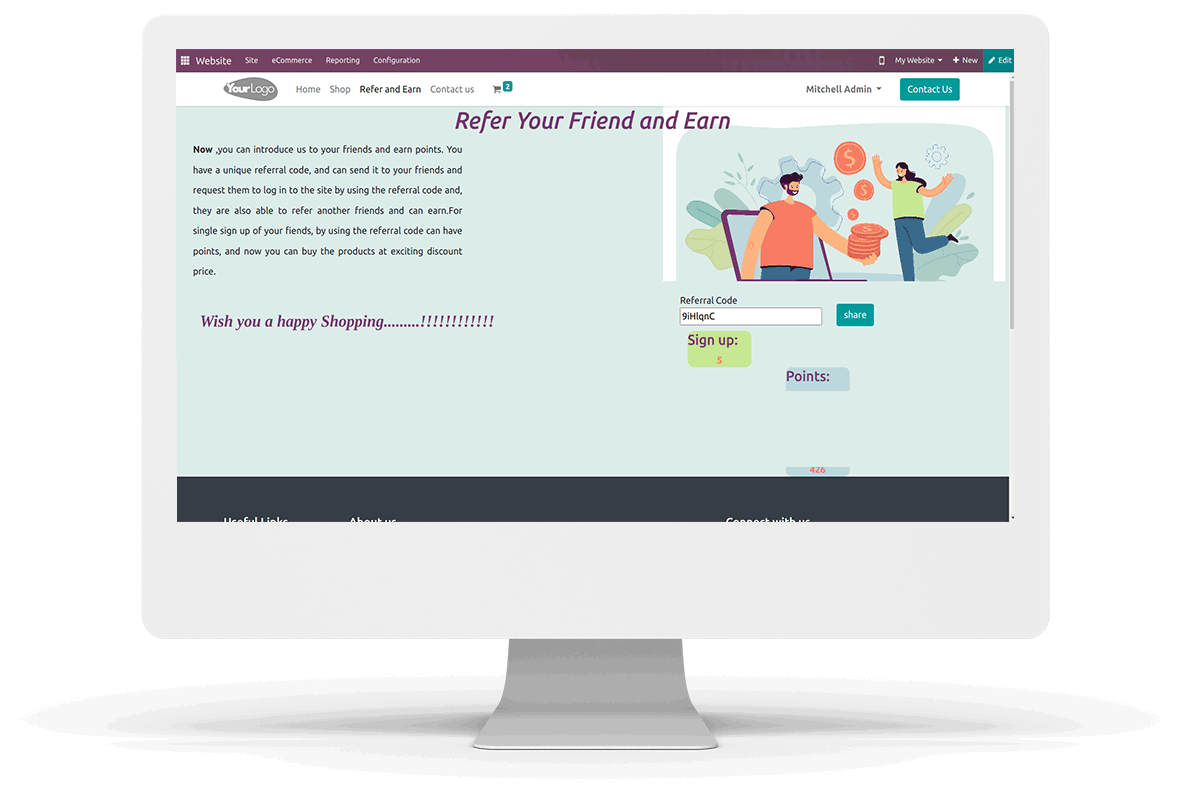 Website Site eCommerce Reporting Configuration My Website + New Edit
YourLogo Home Shop Refer and Earn Contact us 2 Mitchell Admin Contact Us
Refer Your Friend and Earn
Now ,you can introduce us to your friends and earn points. You
have a unique referral code, and can send it to your friends and
request them to log in to the site by using the referral code and,
they are also able to refer another friends and can earn.For
single sign up of your fiends, by using the referral code can have
points, and now you can buy the products at exciting discount
price.
Wish you a happy Shopping.........!!!!!!!!!!!!
Referral Code
9iHlqnC share
Sign up:
5
Points:
426
Useful Links About us Connect with us